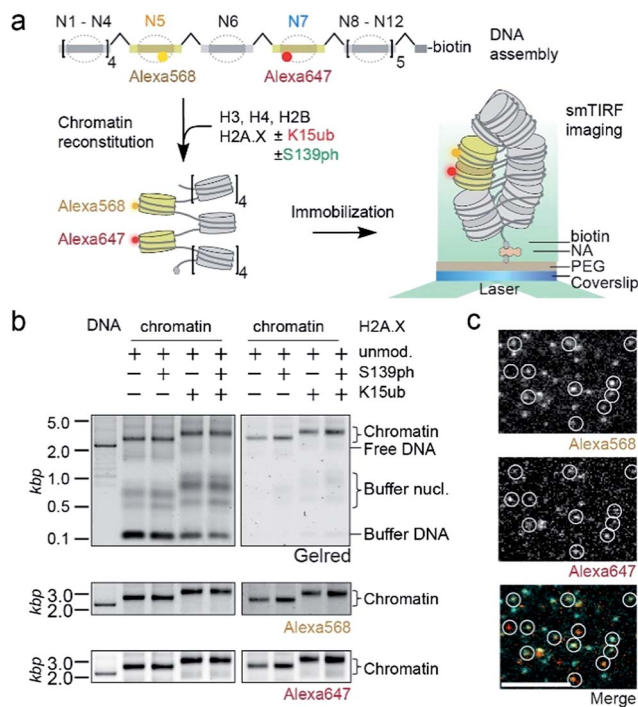 a
N1 - N4 N5 N6 N7 N8 - N12
4 5 -biotin
DNA assembly
Alexa568 Alexa647
Chromatin reconstitution
H3, H4, H2B
H2A.X ± K15ub
±S139ph
smTIRF imaging
Alexa568
4
Alexa647
4
Immobilization
biotin
NA
PEG
Coverslip
Laser
b
DNA chromatin chromatin H2A.X
+ + + + + + + + unmod.
– + – + – + – + S139ph
– – + + – – + + K15ub
kbp
5.0
2.0
1.0
0.5
0.1
Chromatin
Free DNA
Buffer nucl.
Buffer DNA
Gelred
kbp
3.0
2.0
Chromatin
Alexa568
kbp
3.0
2.0
Chromatin
Alexa647
c
Alexa568
Alexa647
Merge